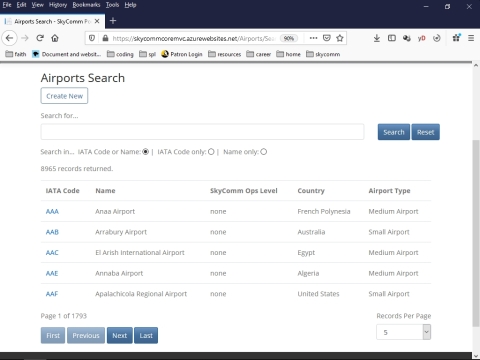 File Edit View History Bookmarks Tools Help
Airports Search - SkyComm Po
https://skycommcoremvc.azurewebsites.net/Airports/Sea 90%
faith Document and websit... coding spl Patron Login resources career home skycomm
Airports Search
Create New
Search for...
Search Reset
Search in... IATA Code or Name: | IATA Code only: | Name only:
8965 records returned.
IATA Code Name SkyComm Ops Level Country Airport Type
AAA Anaa Airport none French Polynesia Medium Airport
AAB Arrabury Airport none Australia Small Airport
AAC El Arish International Airport none Egypt Medium Airport
AAE Annaba Airport none Algeria Medium Airport
AAF Apalachicola Regional Airport none United States Small Airport
Page 1 of 1793 Records Per Page
First Previous Next Last 5